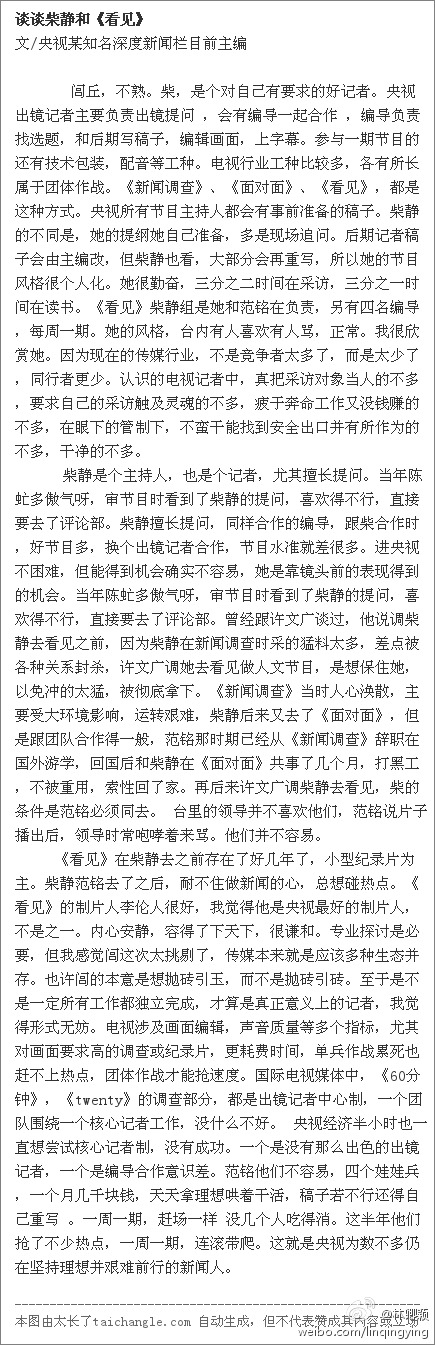 谈谈柴静和《看见》
文/央视某知名深度新闻栏目前主编
闾丘，不熟。柴，是个对自己有要求的好记者。央视
出镜记者主要负责出镜提问 ，会有编导一起合作 ，编导负责
找选题，和后期写稿子，编辑画面，上字幕。参与一期节目的
还有技术包装，配音等工种。电视行业工种比较多，各有所长
属于团体作战。《新闻调查》、《面对面》、《看见》，都是
这种方式。央视所有节目主持人都会有事前准备的稿子。柴静
的不同是，她的提纲她自己准备，多是现场追问。后期记者稿
子会由主编改，但柴静也看，大部分会再重写，所以她的节目
风格很个人化。她很勤奋，三分之二时间在采访，三分之一时
间在读书。《看见》柴静组是她和范铭在负责，另有四名编导
，每周一期。她的风格，台内有人喜欢有人骂，正常。我很欣
赏她。因为现在的传媒行业，不是竞争者太多了，而是太少了
，同行者更少。认识的电视记者中，真把采访对象当人的不多
，要求自己的采访触及灵魂的不多，疲于奔命工作又没钱赚的
不多，在眼下的管制下，不蛮干能找到安全出口并有所作为的
不多，干净的不多。
柴静是个主持人，也是个记者，尤其擅长提问。当年陈
虻多傲气呀，审节目时看到了柴静的提问，喜欢得不行，直接
要去了评论部。柴静擅长提问，同样合作的编导，跟柴合作时
，好节目多，换个出镜记者合作，节目水准就差很多。进央视
不困难，但能得到机会确实不容易，她是靠镜头前的表现得到
的机会。当年陈虻多傲气呀，审节目时看到了柴静的提问，喜
欢得不行，直接要去了评论部。曾经跟许文广谈过，他说调柴
静去看见之前，因为柴静在新闻调查时采的猛料太多，差点被
各种关系封杀，许文广调她去看见做人文节目，是想保住她，
以免冲的太猛，被彻底拿下。《新闻调查》当时人心涣散，主
要受大环境影响，运转艰难，柴静后来又去了《面对面》，但
是跟团队合作得一般，范铭那时期已经从《新闻调查》辞职在
国外游学，回国后和柴静在《面对面》共事了几个月，打黑工
，不被重用，索性回了家。再后来许文广调柴静去看见，柴的
条件是范铭必须同去。 台里的领导并不喜欢他们，范铭说片子
播出后，领导时常咆哮着来骂。他们并不容易。
《看见》在柴静去之前存在了好几年了，小型纪录片为
主。柴静范铭去了之后，耐不住做新闻的心，总想碰热点。《
看见》的制片人李伦人很好，我觉得他是央视最好的制片人，
不是之一。内心安静，容得了下天下，很谦和。专业探讨是必
要，但我感觉闾这次太挑剔了，传媒本来就是应该多种生态并
存。也许闾的本意是想抛砖引玉，而不是抛砖引砖。至于是不
是一定所有工作都独立完成，才算是真正意义上的记者，我觉
得形式无妨。电视涉及画面编辑，声音质量等多个指标，尤其
对画面要求高的调查或纪录片，更耗费时间，单兵作战累死也
赶不上热点，团体作战才能抢速度。国际电视媒体中，《60分
钟》，《twenty》的调查部分，都是出镜记者中心制，一个团
队围绕一个核心记者工作，没什么不好。 央视经济半小时也一
直想尝试核心记者制，没有成功。一个是没有那么出色的出镜
记者，一个是编导合作意识差。范铭他们不容易，四个娃娃兵
，一个月几千块钱，天天拿理想哄着干活，稿子若不行还得自
己重写 。一周一期，赶场一样 没几个人吃得消。这半年他们
抢了不少热点，一周一期，连滚带爬。这就是央视为数不多仍
在坚持理想并艰难前行的新闻人。
本图由太长了taichangle.com 自动生成，但不代表赞成其内容或立场
@林卿颖
weibo.com/linqingying